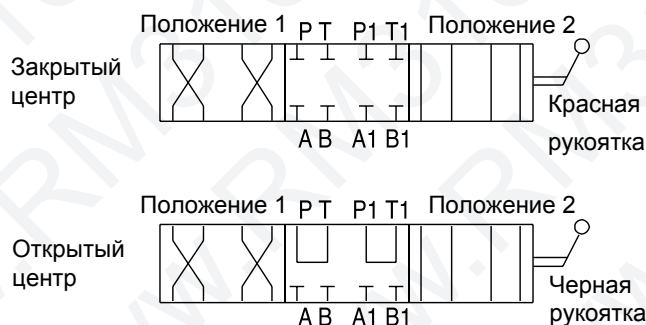 Положение 1 P T P1 T1 Положение 2
Закрытый
центр
Красная
рукоятка
A B A1 B1
Положение 1 P T P1 T1 Положение 2
Открытый
центр
Черная
рукоятка
A B A1 B1